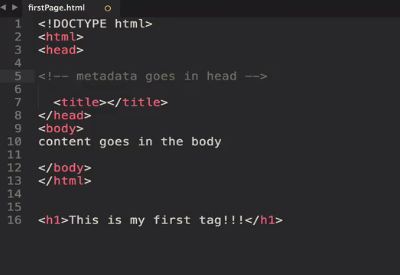 firstPage.html
1 <!DOCTYPE html>
2 <html>
3 <head>
4
5 <!-- metadata goes in head -->
6
7 <title></title>
8 </head>
9 <body>
10 content goes in the body
11
12 </body>
13 </html>
14
15
16 <h1>This is my first tag!!!</h1>